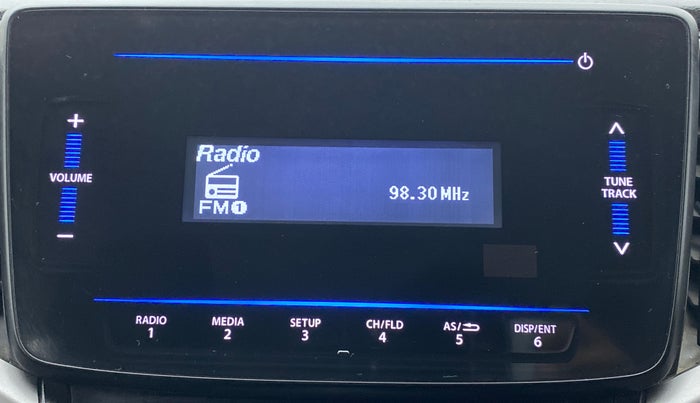 +
VOLUME
−
Radio
FM1
98.30 MHz
TUNE
TRACK
RADIO
1
MEDIA
2
SETUP
3
CH/FLD
4
AS/
5
DISP/ENT
6